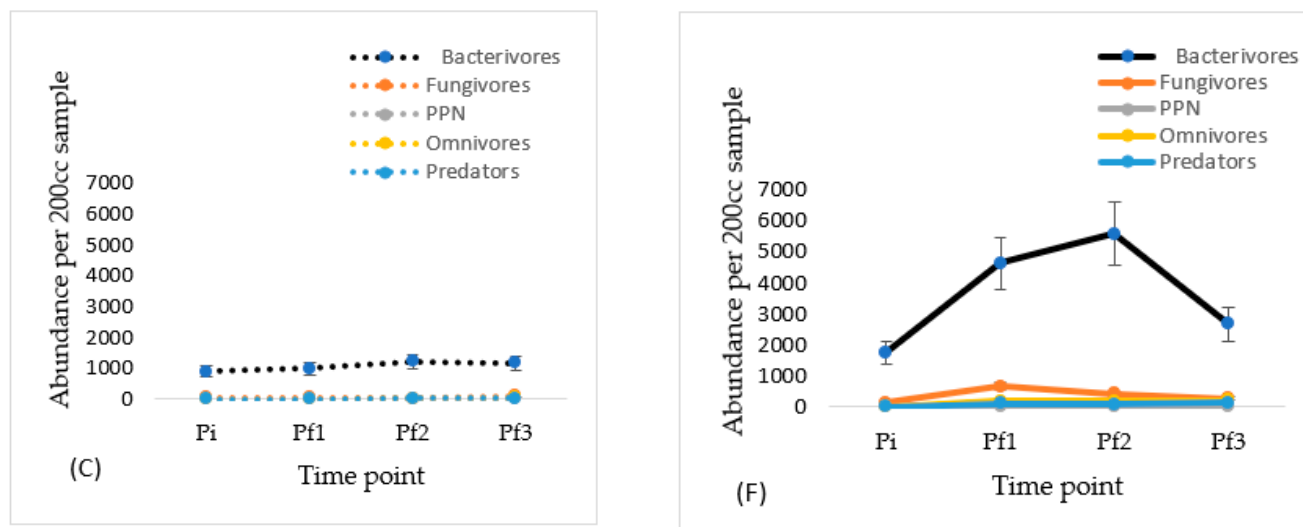 Bacterivores
Fungivores
PPN
Omnivores
Predators
Abundance per 200cc sample
7000
6000
5000
4000
3000
2000
1000
0
Pi Pf1 Pf2 Pf3
Time point
(C)
Bacterivores
Fungivores
PPN
Omnivores
Predators
Abundance per 200cc sample
7000
6000
5000
4000
3000
2000
1000
0
Pi Pf1 Pf2 Pf3
Time point
(F)